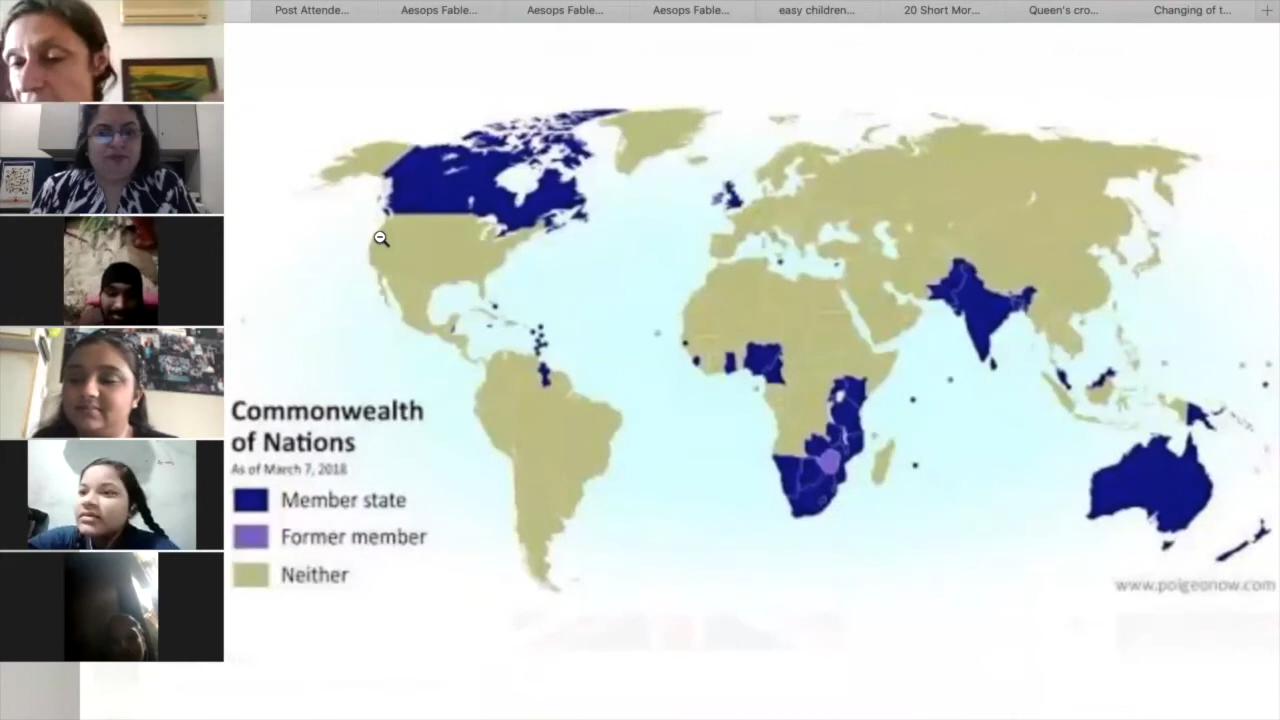 Post Attende...
Aesops Fable...
Aesops Fable...
Aesops Fable...
easy children...
20 Short Mor...
Queen's cro...
Changing of t...
Commonwealth
of Nations
As of March 7, 2018
Member state
Former member
Neither
www.polgeonow.com